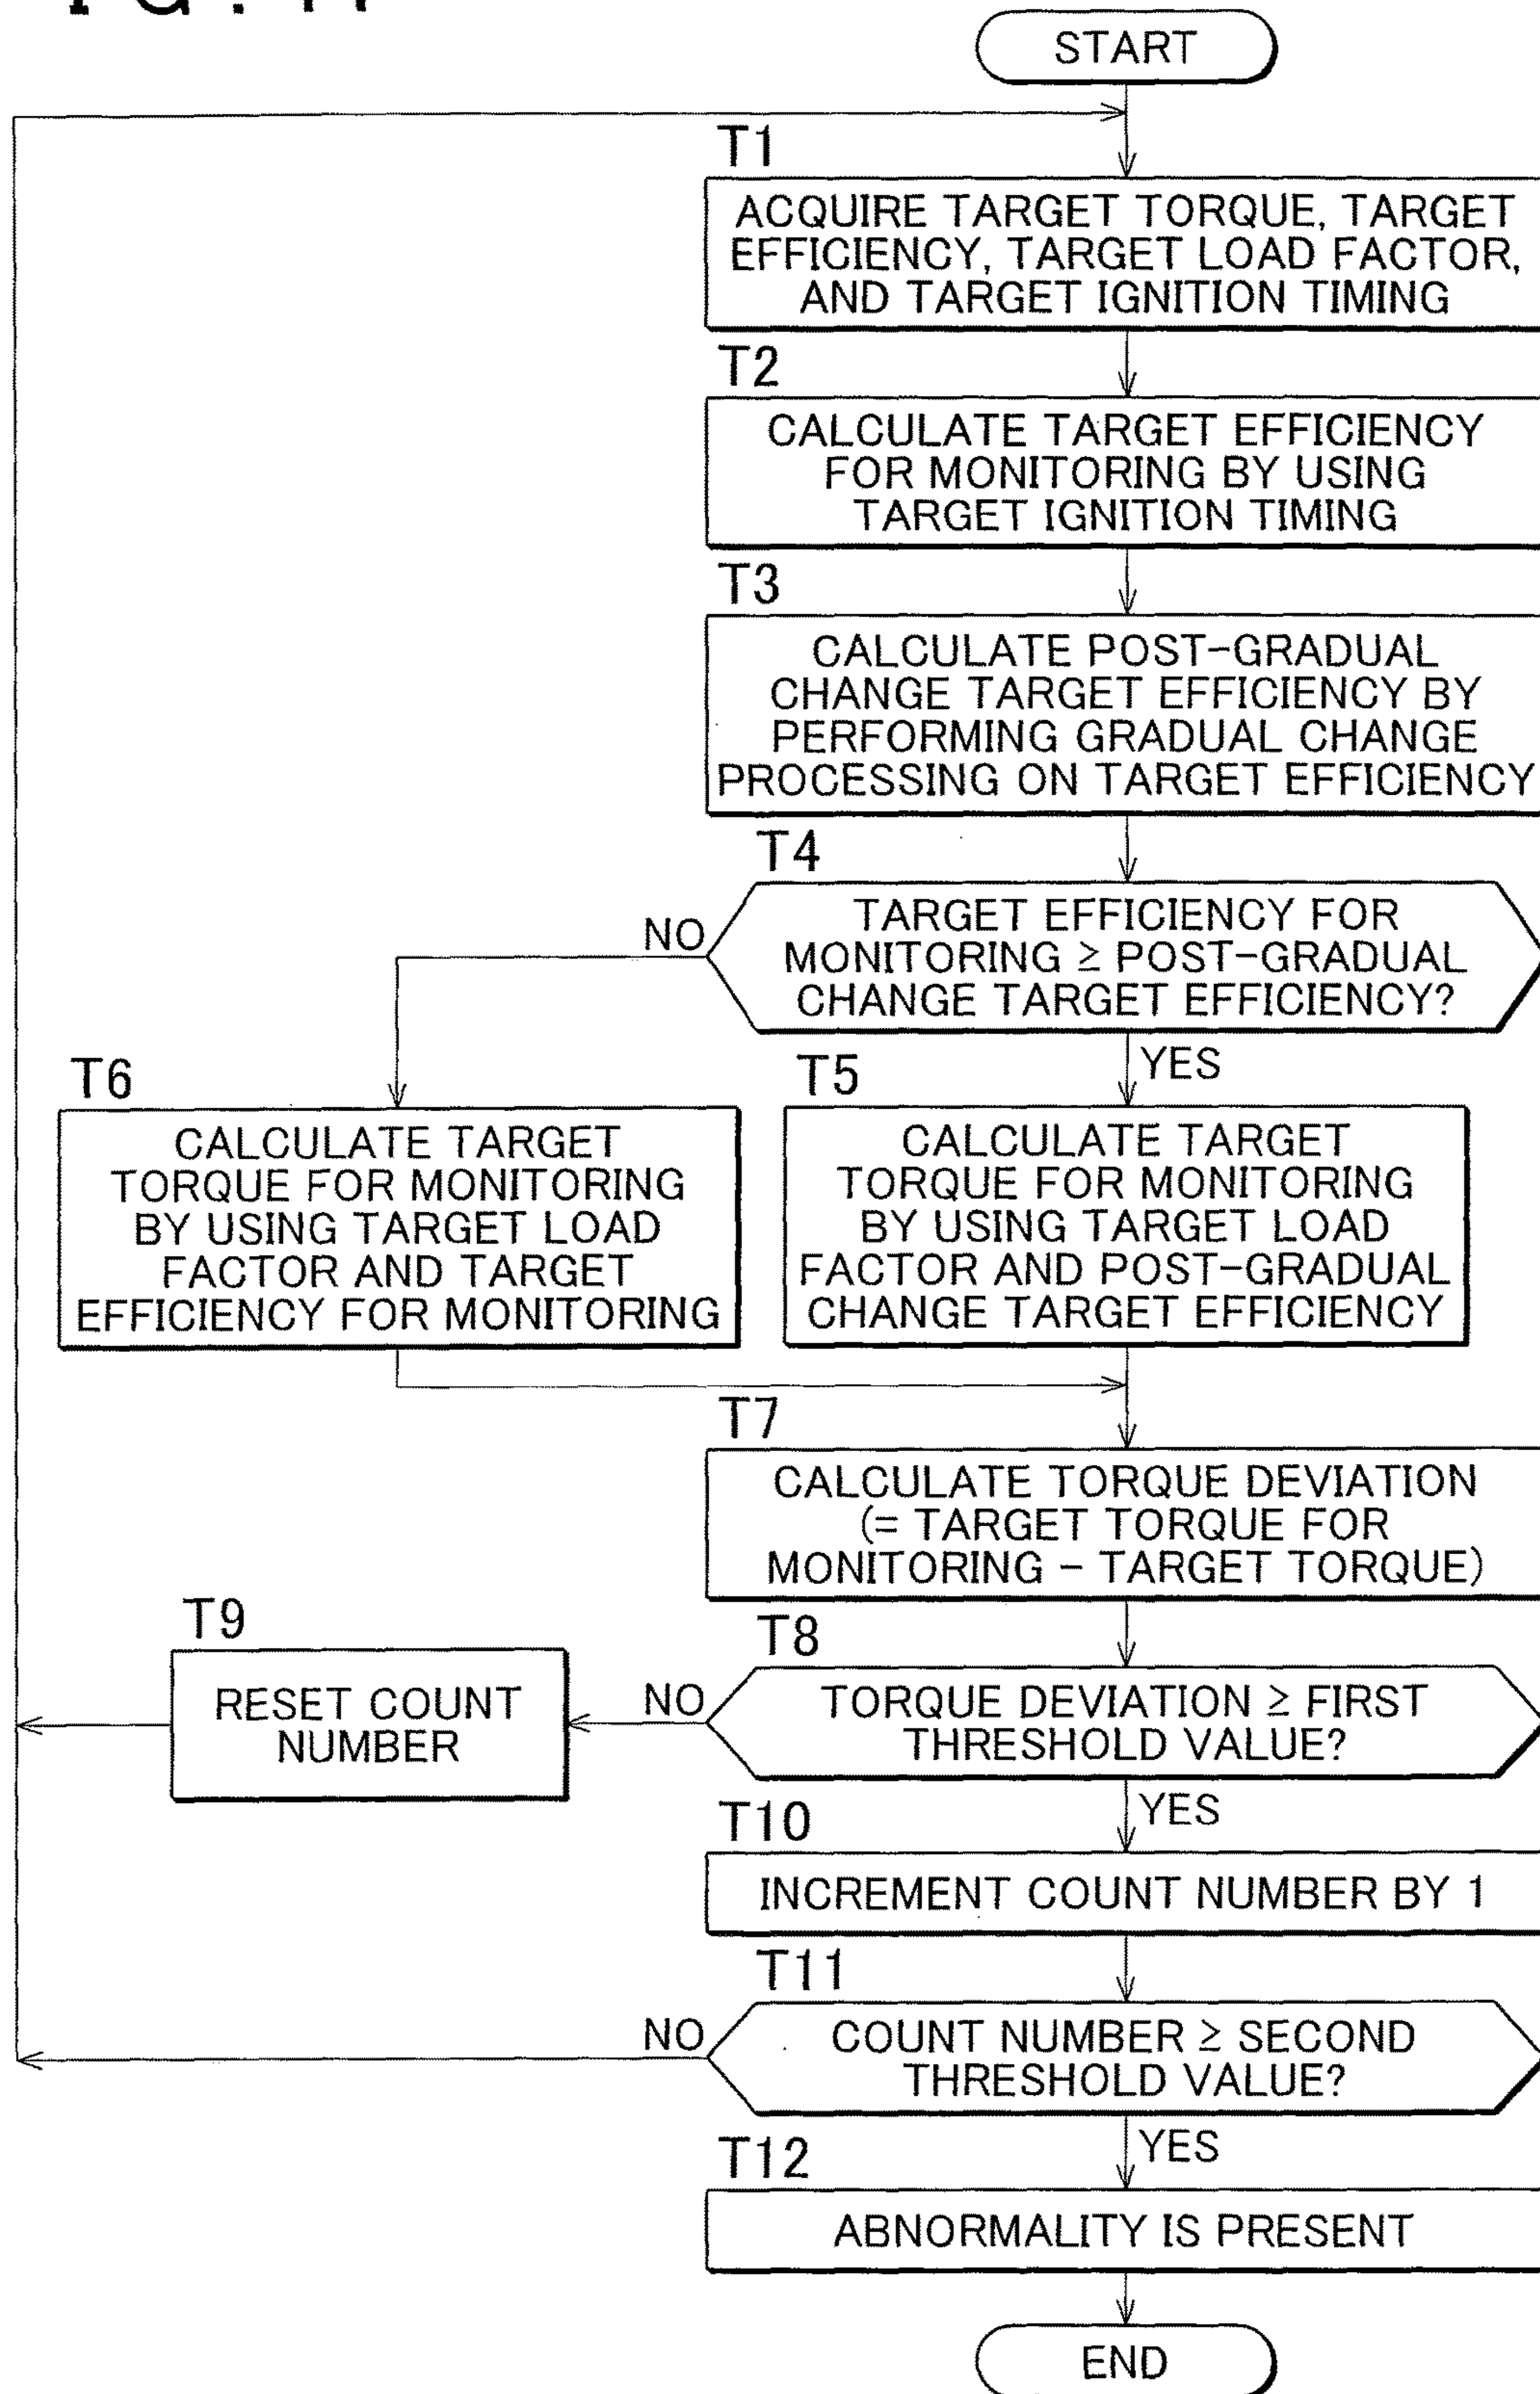 START
T1
ACQUIRE TARGET TORQUE, TARGET
EFFICIENCY, TARGET LOAD FACTOR,
AND TARGET IGNITION TIMING
T2
CALCULATE TARGET EFFICIENCY
FOR MONITORING BY USING
TARGET IGNITION TIMING
T3
CALCULATE POST-GRADUAL
CHANGE TARGET EFFICIENCY BY
PERFORMING GRADUAL CHANGE
PROCESSING ON TARGET EFFICIENCY
T4
TARGET EFFICIENCY FOR
MONITORING ≥ POST-GRADUAL
CHANGE TARGET EFFICIENCY?
NO
YES
T6
CALCULATE TARGET
TORQUE FOR MONITORING
BY USING TARGET LOAD
FACTOR AND TARGET
EFFICIENCY FOR MONITORING
T5
CALCULATE TARGET
TORQUE FOR MONITORING
BY USING TARGET LOAD
FACTOR AND POST-GRADUAL
CHANGE TARGET EFFICIENCY
T7
CALCULATE TORQUE DEVIATION
(= TARGET TORQUE FOR
MONITORING - TARGET TORQUE)
T8
TORQUE DEVIATION ≥ FIRST
THRESHOLD VALUE?
NO
YES
T9
RESET COUNT
NUMBER
T10
INCREMENT COUNT NUMBER BY 1
T11
COUNT NUMBER ≥ SECOND
THRESHOLD VALUE?
NO
YES
T12
ABNORMALITY IS PRESENT
END